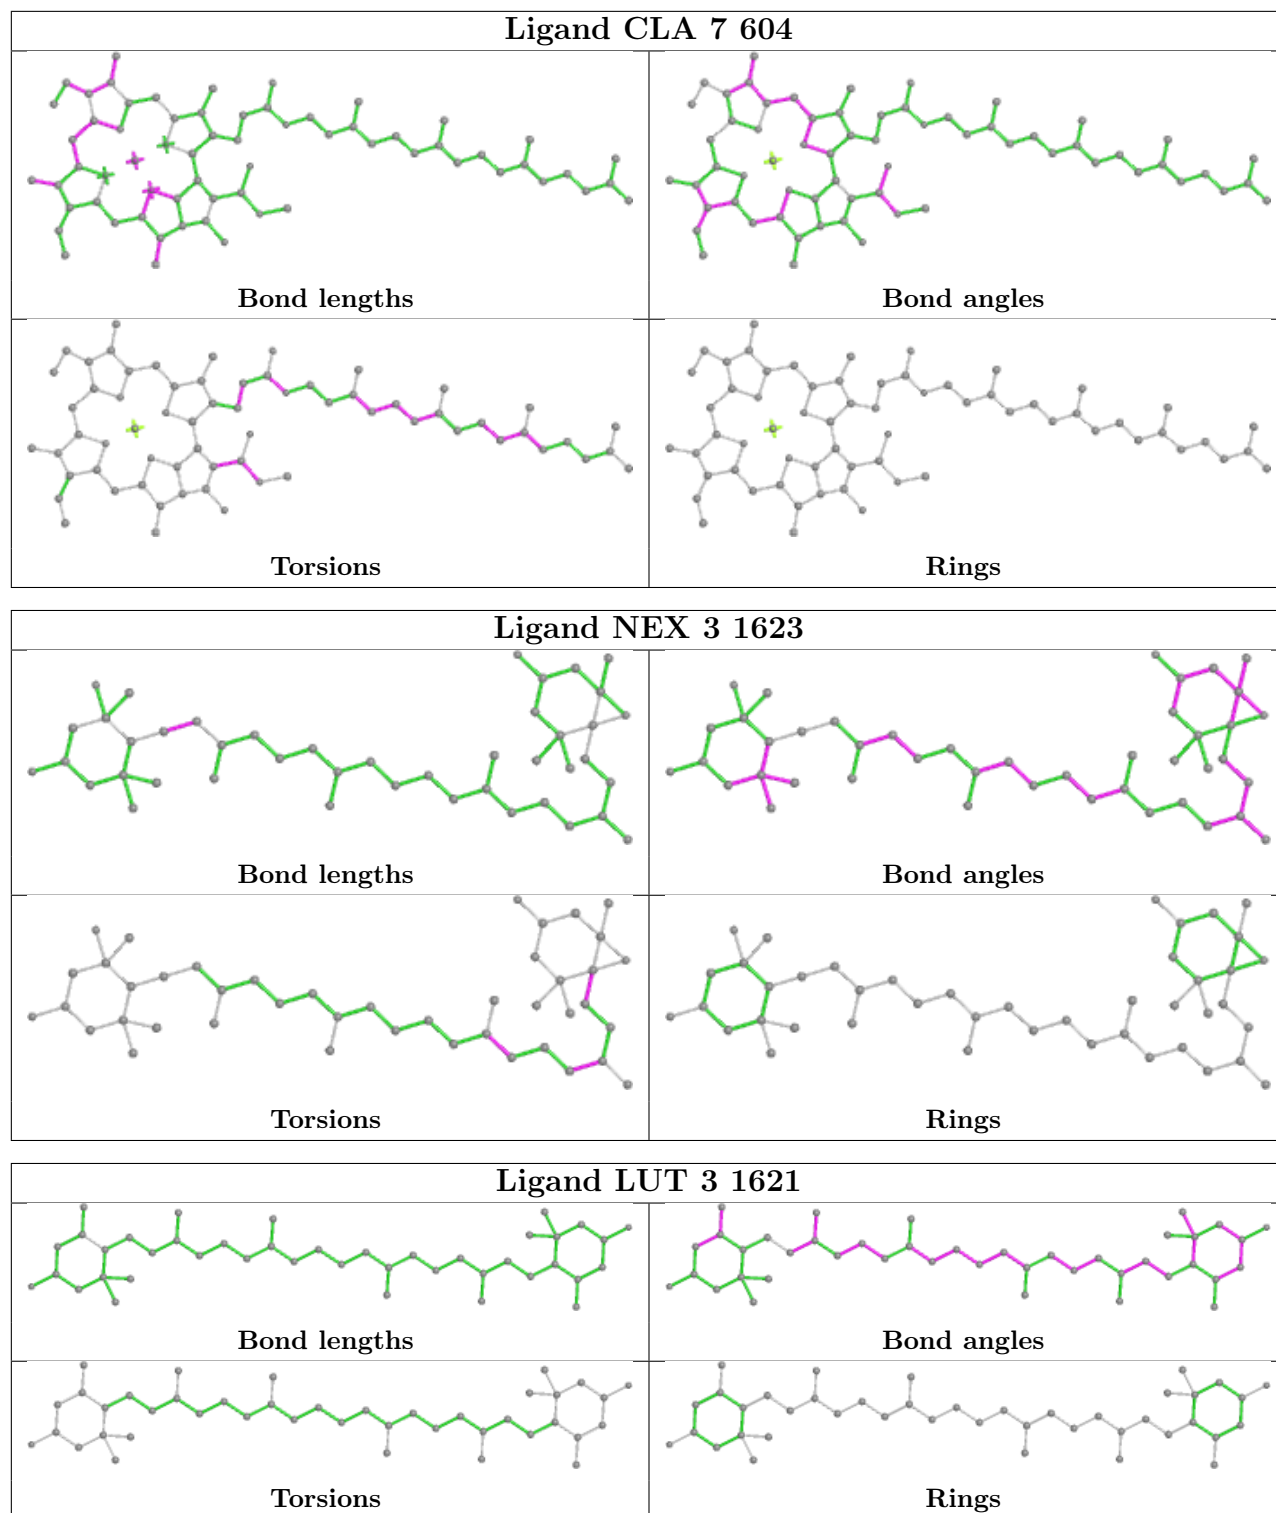 Ligand CLA 7 604
Bond lengths
Bond angles
Torsions
Rings
Ligand NEX 3 1623
Bond lengths
Bond angles
Torsions
Rings
Ligand LUT 3 1621
Bond lengths
Bond angles
Torsions
Rings